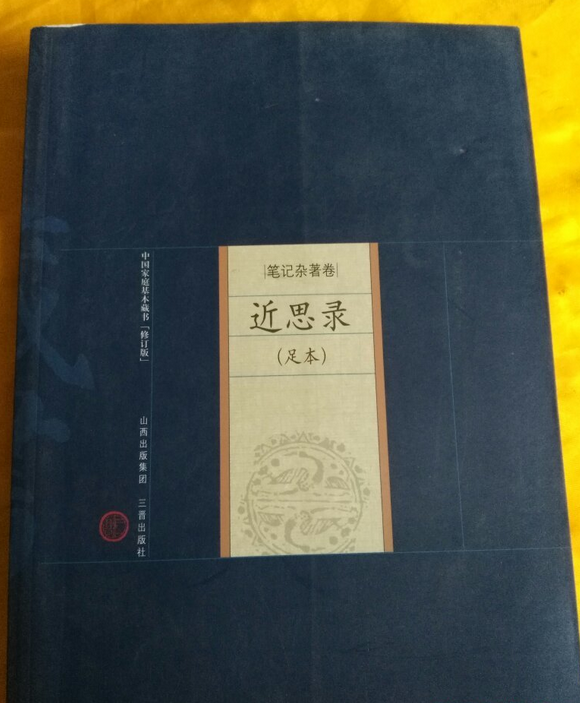 笔记杂著卷
近思录
(足本)
中国家庭基本藏书「修订版」
山西出版集团 三晋出版社